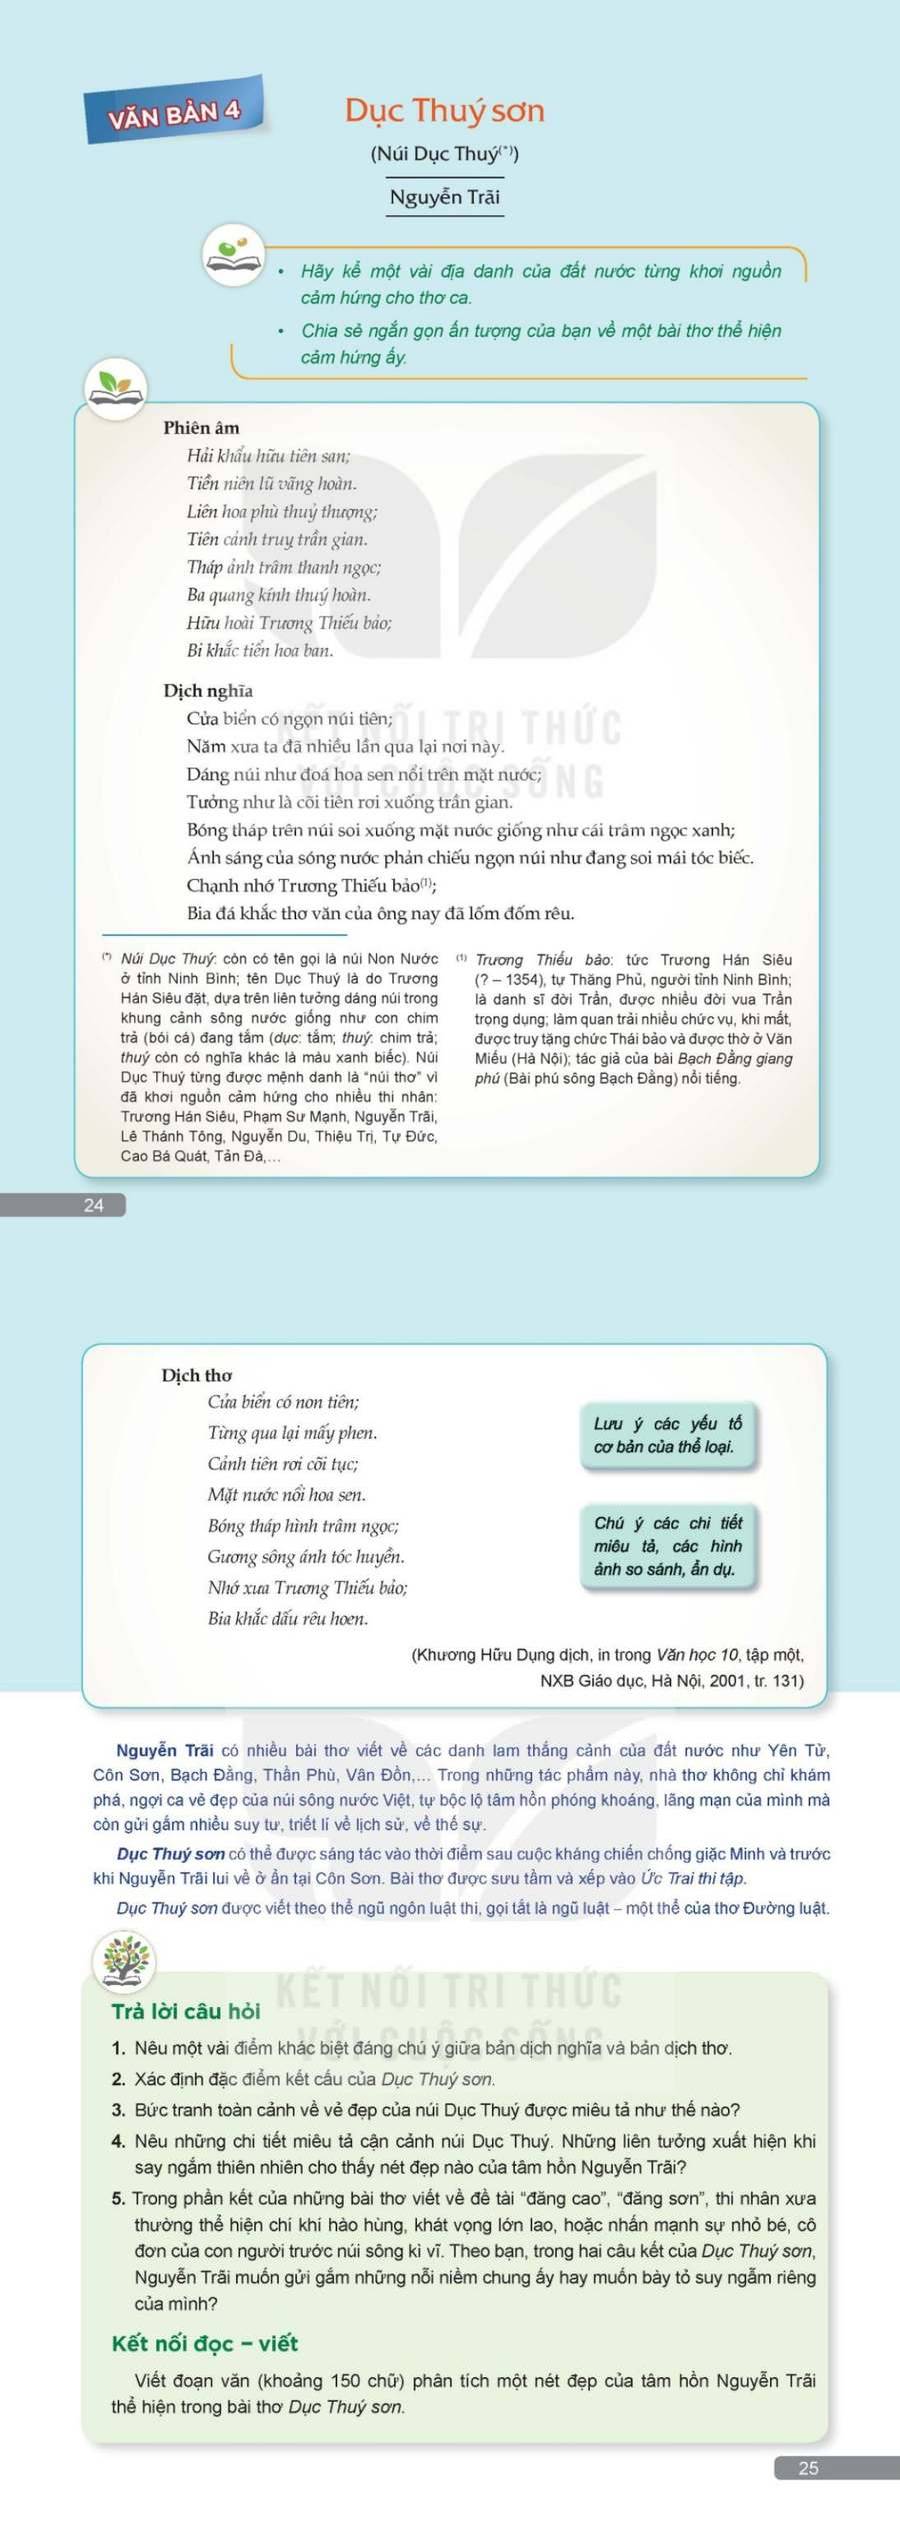 VĂN BẢN 4
Dục Thuý sơn
(Núi Dục Thuý(*))
Nguyễn Trãi
• Hãy kể một vài địa danh của đất nước từng khơi nguồn
cảm hứng cho thơ ca.
• Chia sẻ ngắn gọn ấn tượng của bạn về một bài thơ thể hiện
cảm hứng ấy.
Phiên âm
Hải khẩu hữu tiên san;
Tiền niên lũ vãng hoàn.
Liên hoa phù thuỷ thượng;
Tiên cảnh truỵ trần gian.
Tháp ảnh trâm thanh ngọc;
Ba quang kính thuý hoàn.
Hữu hoài Trương Thiếu bảo;
Bi khắc tiển hoa ban.
Dịch nghĩa
Cửa biển có ngọn núi tiên;
Năm xưa ta đã nhiều lần qua lại nơi này.
Dáng núi như đoá hoa sen nổi trên mặt nước;
Tưởng như là cõi tiên rơi xuống trần gian.
Bóng tháp trên núi soi xuống mặt nước giống như cái trâm ngọc xanh;
Ánh sáng của sóng nước phản chiếu ngọn núi như đang soi mái tóc biếc.
Chạnh nhớ Trương Thiếu bảo(1);
Bia đá khắc thơ văn của ông nay đã lốm đốm rêu.
KẾT NỐI TRI THỨC
VỚI CUỘC SỐNG
(*) Núi Dục Thuý: còn có tên gọi là núi Non Nước
ở tỉnh Ninh Bình; tên Dục Thuý là do Trương
Hán Siêu đặt, dựa trên liên tưởng dáng núi trong
khung cảnh sông nước giống như con chim
trả (bói cá) đang tắm (dục: tắm; thuý: chim trả;
thuý còn có nghĩa khác là màu xanh biếc). Núi
Dục Thuý từng được mệnh danh là “núi thơ” vì
đã khơi nguồn cảm hứng cho nhiều thi nhân:
Trương Hán Siêu, Phạm Sư Mạnh, Nguyễn Trãi,
Lê Thánh Tông, Nguyễn Du, Thiệu Trị, Tự Đức,
Cao Bá Quát, Tản Đà,...
(1) Trương Thiếu bảo: tức Trương Hán Siêu
(? – 1354), tự Thăng Phủ, người tỉnh Ninh Bình;
là danh sĩ đời Trần, được nhiều đời vua Trần
trọng dụng; làm quan trải nhiều chức vụ, khi mất,
được truy tặng chức Thái bảo và được thờ ở Văn
Miếu (Hà Nội); tác giả của bài Bạch Đằng giang
phú (Bài phú sông Bạch Đằng) nổi tiếng.
24
Dịch thơ
Cửa biển có non tiên;
Từng qua lại mấy phen.
Cảnh tiên rơi cõi tục;
Mặt nước nổi hoa sen.
Bóng tháp hình trâm ngọc;
Gương sông ánh tóc huyền.
Nhớ xưa Trương Thiếu bảo;
Bia khắc dấu rêu hoen.
Lưu ý các yếu tố
cơ bản của thể loại.
Chú ý các chi tiết
miêu tả, các hình
ảnh so sánh, ẩn dụ.
(Khương Hữu Dụng dịch, in trong Văn học 10, tập một,
NXB Giáo dục, Hà Nội, 2001, tr. 131)
Nguyễn Trãi có nhiều bài thơ viết về các danh lam thắng cảnh của đất nước như Yên Tử,
Côn Sơn, Bạch Đằng, Thần Phù, Vân Đồn,... Trong những tác phẩm này, nhà thơ không chỉ khám
phá, ngợi ca vẻ đẹp của núi sông nước Việt, tự bộc lộ tâm hồn phóng khoáng, lãng mạn của mình mà
còn gửi gắm nhiều suy tư, triết lí về lịch sử, về thế sự.
Dục Thuý sơn có thể được sáng tác vào thời điểm sau cuộc kháng chiến chống giặc Minh và trước
khi Nguyễn Trãi lui về ở ẩn tại Côn Sơn. Bài thơ được sưu tầm và xếp vào Ức Trai thi tập.
Dục Thuý sơn được viết theo thể ngũ ngôn luật thi, gọi tắt là ngũ luật – một thể của thơ Đường luật.
KẾT NỐI TRI THỨC
VỚI CUỘC SỐNG
Trả lời câu hỏi
1. Nêu một vài điểm khác biệt đáng chú ý giữa bản dịch nghĩa và bản dịch thơ.
2. Xác định đặc điểm kết cấu của Dục Thuý sơn.
3. Bức tranh toàn cảnh về vẻ đẹp của núi Dục Thuý được miêu tả như thế nào?
4. Nêu những chi tiết miêu tả cận cảnh núi Dục Thuý. Những liên tưởng xuất hiện khi
say ngắm thiên nhiên cho thấy nét đẹp nào của tâm hồn Nguyễn Trãi?
5. Trong phần kết của những bài thơ viết về đề tài “đăng cao”, “đăng sơn”, thi nhân xưa
thường thể hiện chí khí hào hùng, khát vọng lớn lao, hoặc nhấn mạnh sự nhỏ bé, cô
đơn của con người trước núi sông kì vĩ. Theo bạn, trong hai câu kết của Dục Thuý sơn,
Nguyễn Trãi muốn gửi gắm những nỗi niềm chung ấy hay muốn bày tỏ suy ngẫm riêng
của mình?
Kết nối đọc – viết
Viết đoạn văn (khoảng 150 chữ) phân tích một nét đẹp của tâm hồn Nguyễn Trãi
thể hiện trong bài thơ Dục Thuý sơn.
25